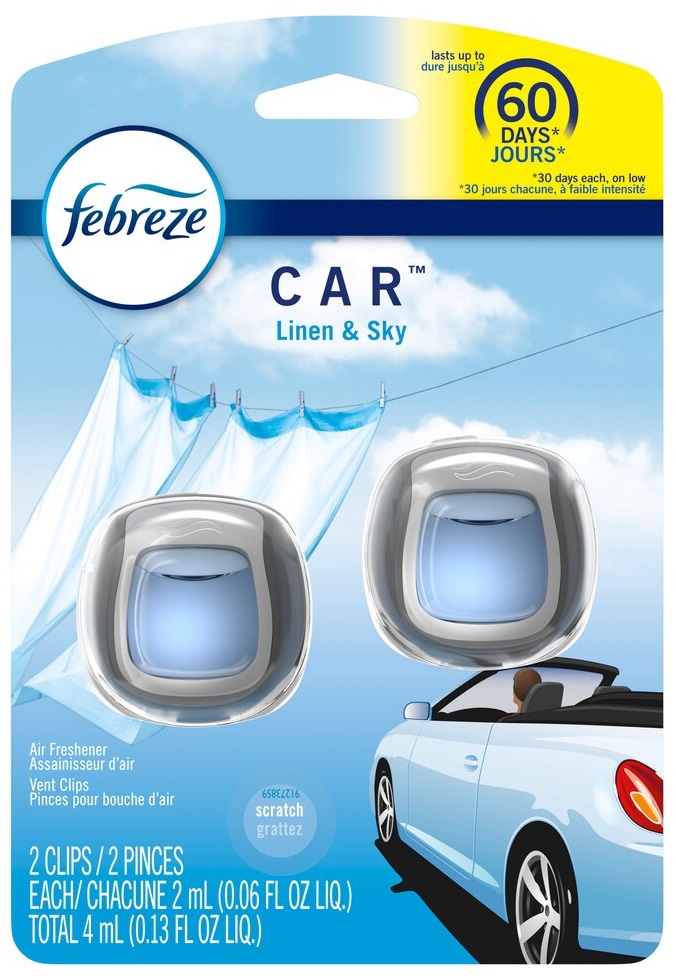 lasts up to
dure jusqu'à
60
DAYS*
JOURS*
*30 days each, on low
*30 jours chacune, à faible intensité
febreze
CAR™
Linen & Sky
Air Freshener
Assainisseur d'air
Vent Clips
Pinces pour bouche d'air
91273859
scratch
grattez
2 CLIPS / 2 PINCES
EACH/ CHACUNE 2 mL (0.06 FL OZ LIQ.)
TOTAL 4 mL (0.13 FL OZ LIQ.)